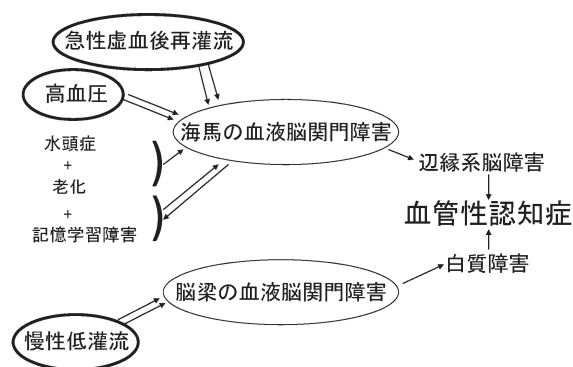 急性虚血後再灌流
高血圧
海馬の血液脳関門障害
水頭症
+
老化
+
記憶学習障害
辺縁系脳障害
血管性認知症
白質障害
脳梁の血液脳関門障害
慢性低灌流